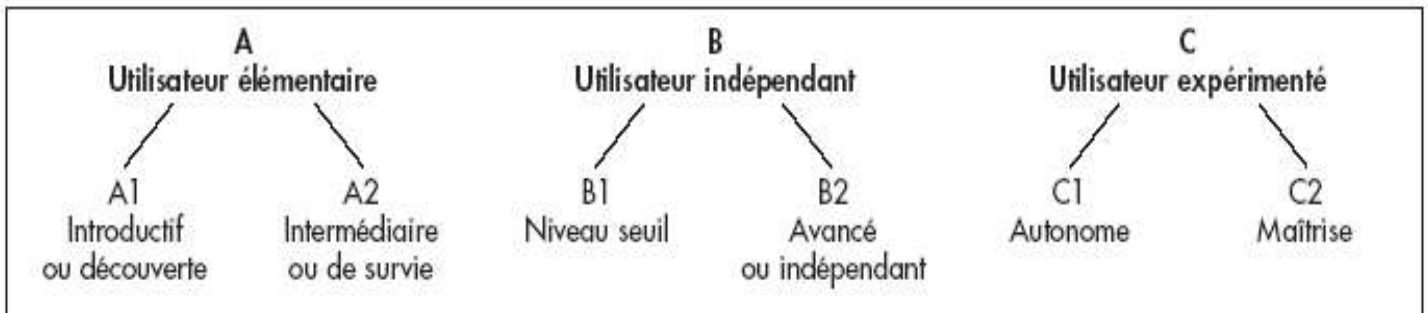 A
Utilisateur élémentaire
A1
Introductif
ou découverte
A2
Intermédiaire
ou de survie
B
Utilisateur indépendant
B1
Niveau seuil
B2
Avancé
ou indépendant
C
Utilisateur expérimenté
C1
Autonome
C2
Maîtrise